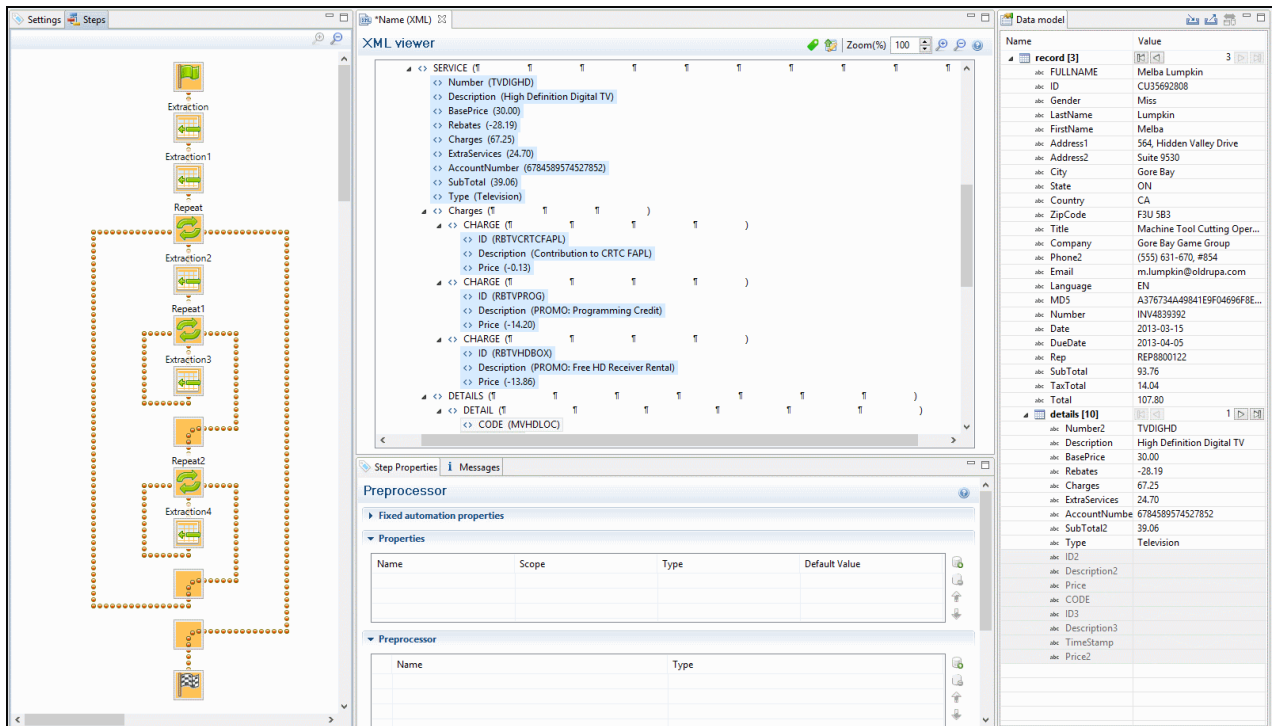 Settings Steps
Extraction
Extraction1
Repeat
Extraction2
Repeat1
Extraction3
Repeat2
Extraction4
*Name (XML)
XML viewer
Zoom(%) 100
SERVICE (¶ ¶ ¶ ¶ ¶ ¶ ¶ ¶ ¶ ¶
Number (TVDIGHD)
Description (High Definition Digital TV)
BasePrice (30.00)
Rebates (-28.19)
Charges (67.25)
ExtraServices (24.70)
AccountNumber (6784589574527852)
SubTotal (39.06)
Type (Television)
Charges (¶ ¶ ¶ )
CHARGE (¶ ¶ ¶ ¶ )
ID (RBTVCRTCFAPL)
Description (Contribution to CRTC FAPL)
Price (-0.13)
CHARGE (¶ ¶ ¶ ¶ )
ID (RBTVPROG)
Description (PROMO: Programming Credit)
Price (-14.20)
CHARGE (¶ ¶ ¶ ¶ )
ID (RBTVHDBOX)
Description (PROMO: Free HD Receiver Rental)
Price (-13.86)
DETAILS (¶ ¶ ¶ ¶ ¶ ¶ ¶ )
DETAIL (¶ ¶ ¶ ¶ ¶ ¶ )
CODE (MVHDLOC)
Step Properties Messages
Preprocessor
Fixed automation properties
Properties
Name Scope Type Default Value
Preprocessor
Name Type
Data model
Name Value
record [3] 3
FULLNAME Melba Lumpkin
ID CU35692808
Gender Miss
LastName Lumpkin
FirstName Melba
Address1 564, Hidden Valley Drive
Address2 Suite 9530
City Gore Bay
State ON
Country CA
ZipCode F3U 5B3
Title Machine Tool Cutting Oper...
Company Gore Bay Game Group
Phone2 (555) 631-670, #854
Email m.lumpkin@oldrupa.com
Language EN
MD5 A376734A49841E9F04696F8E...
Number INV4839392
Date 2013-03-15
DueDate 2013-04-05
Rep REP8800122
SubTotal 93.76
TaxTotal 14.04
Total 107.80
details [10] 1
Number2 TVDIGHD
Description High Definition Digital TV
BasePrice 30.00
Rebates -28.19
Charges 67.25
ExtraServices 24.70
AccountNumbe 6784589574527852
SubTotal2 39.06
Type Television
ID2
Description2
Price
CODE
ID3
Description3
TimeStamp
Price2